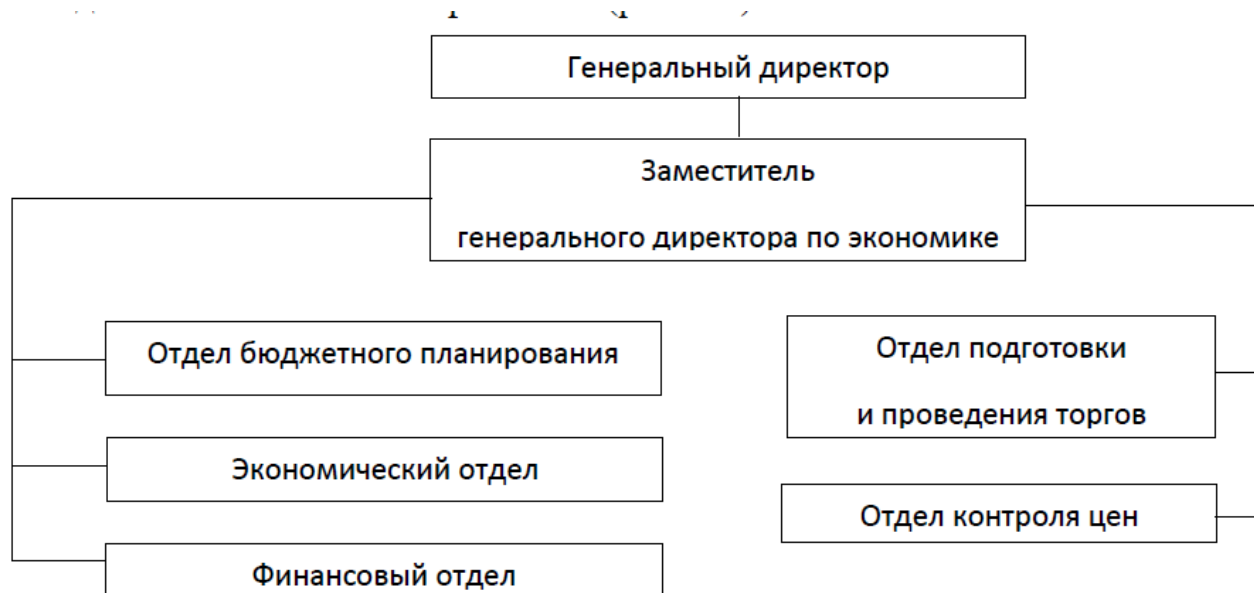 Генеральный директор
Заместитель
генерального директора по экономике
Отдел бюджетного планирования
Экономический отдел
Финансовый отдел
Отдел подготовки
и проведения торгов
Отдел контроля цен